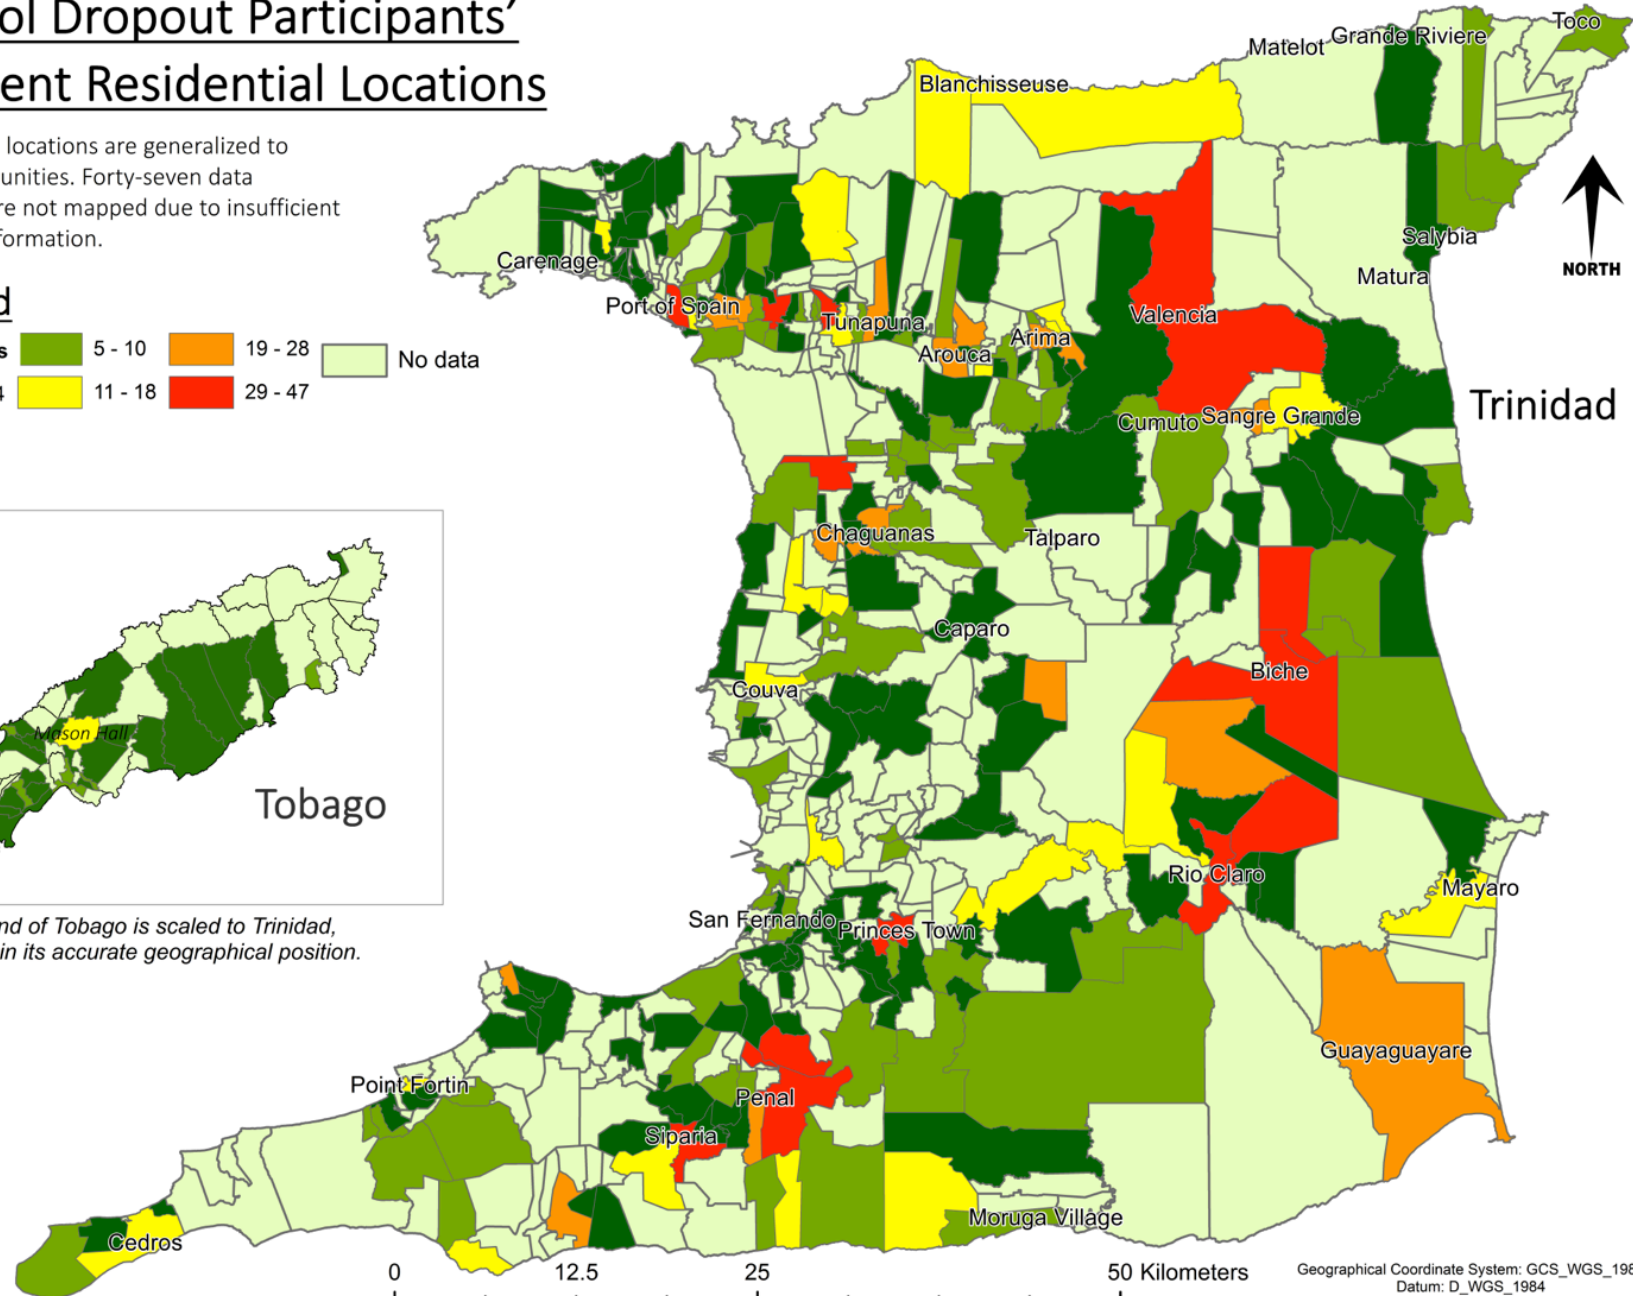 ol Dropout Participants'
ent Residential Locations
locations are generalized to
unities. Forty-seven data
re not mapped due to insufficient
formation.
d
s
5 - 10
19 - 28
No data
4
11 - 18
29 - 47
Toco
Grande Riviere
Matelot
Blanchisseuse
NORTH
Salybia
Matura
Carenage
Port of Spain
Valencia
Tunapuna
Arima
Arouca
Trinidad
Cumuto
Sangre Grande
Chaguanas
Talparo
Caparo
Biche
Couva
Mason Hall
Tobago
Rio Claro
Mayaro
San Fernando
Princes Town
nd of Tobago is scaled to Trinidad,
in its accurate geographical position.
Guayaguayare
Point Fortin
Penal
Siparia
Moruga Village
Cedros
0
12.5
25
50 Kilometers
Geographical Coordinate System: GCS_WGS_198
Datum: D_WGS_1984